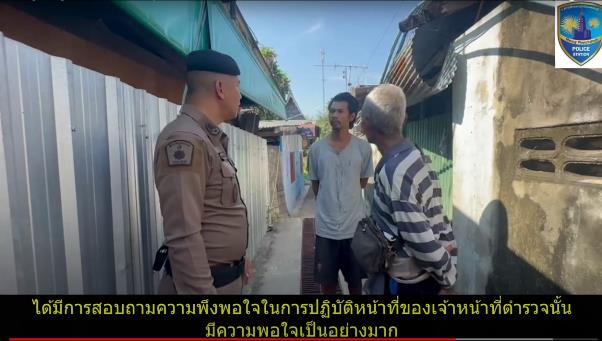 POLICE
STATION
ได้มีการสอบถามความพึงพอใจในการปฏิบัติหน้าที่ของเจ้าหน้าที่ตำรวจนั้น
มีความพอใจเป็นอย่างมาก